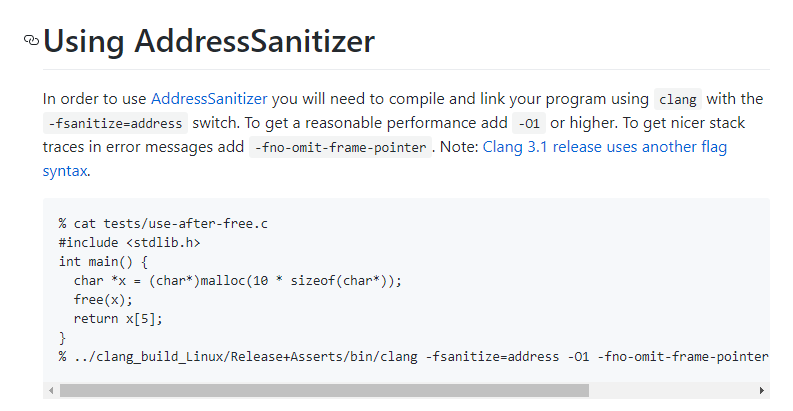 Using AddressSanitizer
In order to use AddressSanitizer you will need to compile and link your program using clang with the
-fsanitize=address switch. To get a reasonable performance add -O1 or higher. To get nicer stack
traces in error messages add -fno-omit-frame-pointer . Note: Clang 3.1 release uses another flag
syntax.
% cat tests/use-after-free.c
#include <stdlib.h>
int main() {
  char *x = (char*)malloc(10 * sizeof(char*));
  free(x);
  return x[5];
}
% ../clang_build_Linux/Release+Asserts/bin/clang -fsanitize=address -O1 -fno-omit-frame-pointer